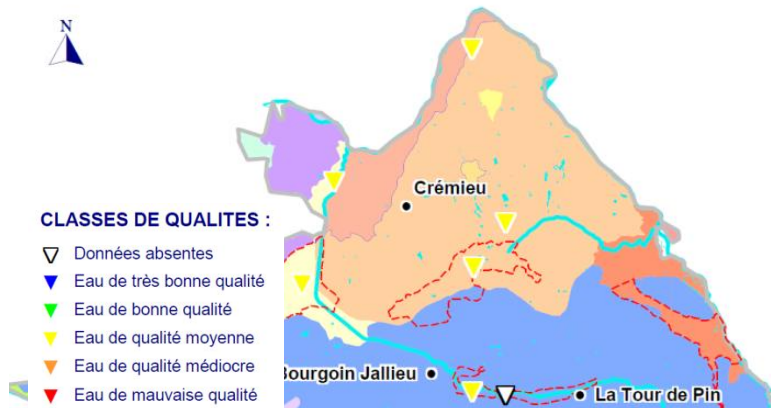 N
Crémieu
CLASSES DE QUALITES :
Données absentes
Eau de très bonne qualité
Eau de bonne qualité
Eau de qualité moyenne
Eau de qualité médiocre
Eau de mauvaise qualité
Bourgoin Jallieu
La Tour de Pin